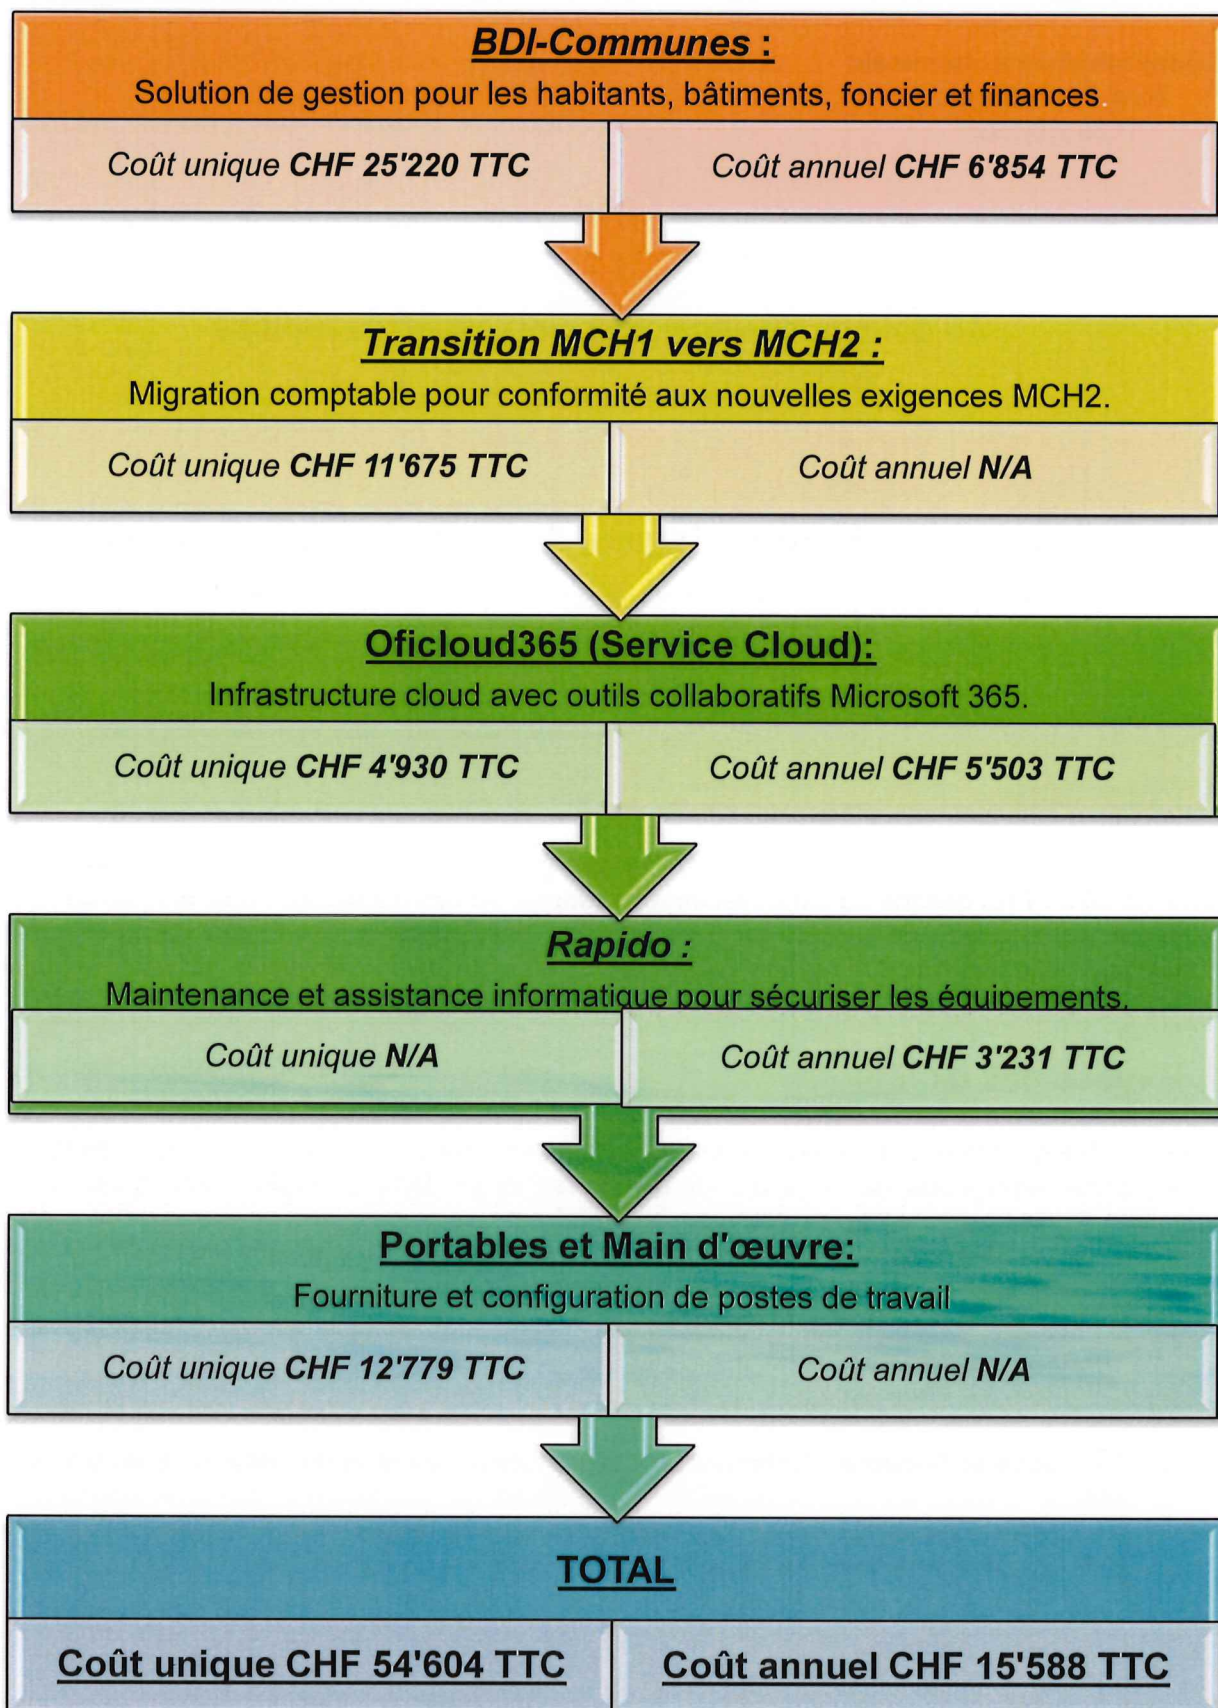 BDI-Communes :
Solution de gestion pour les habitants, bâtiments, foncier et finances.
Coût unique CHF 25'220 TTC
Coût annuel CHF 6'854 TTC
Transition MCH1 vers MCH2 :
Migration comptable pour conformité aux nouvelles exigences MCH2.
Coût unique CHF 11'675 TTC
Coût annuel N/A
Oficloud365 (Service Cloud):
Infrastructure cloud avec outils collaboratifs Microsoft 365.
Coût unique CHF 4'930 TTC
Coût annuel CHF 5'503 TTC
Rapido :
Maintenance et assistance informatique pour sécuriser les équipements.
Coût unique N/A
Coût annuel CHF 3'231 TTC
Portables et Main d'œuvre:
Fourniture et configuration de postes de travail
Coût unique CHF 12'779 TTC
Coût annuel N/A
TOTAL
Coût unique CHF 54'604 TTC
Coût annuel CHF 15'588 TTC